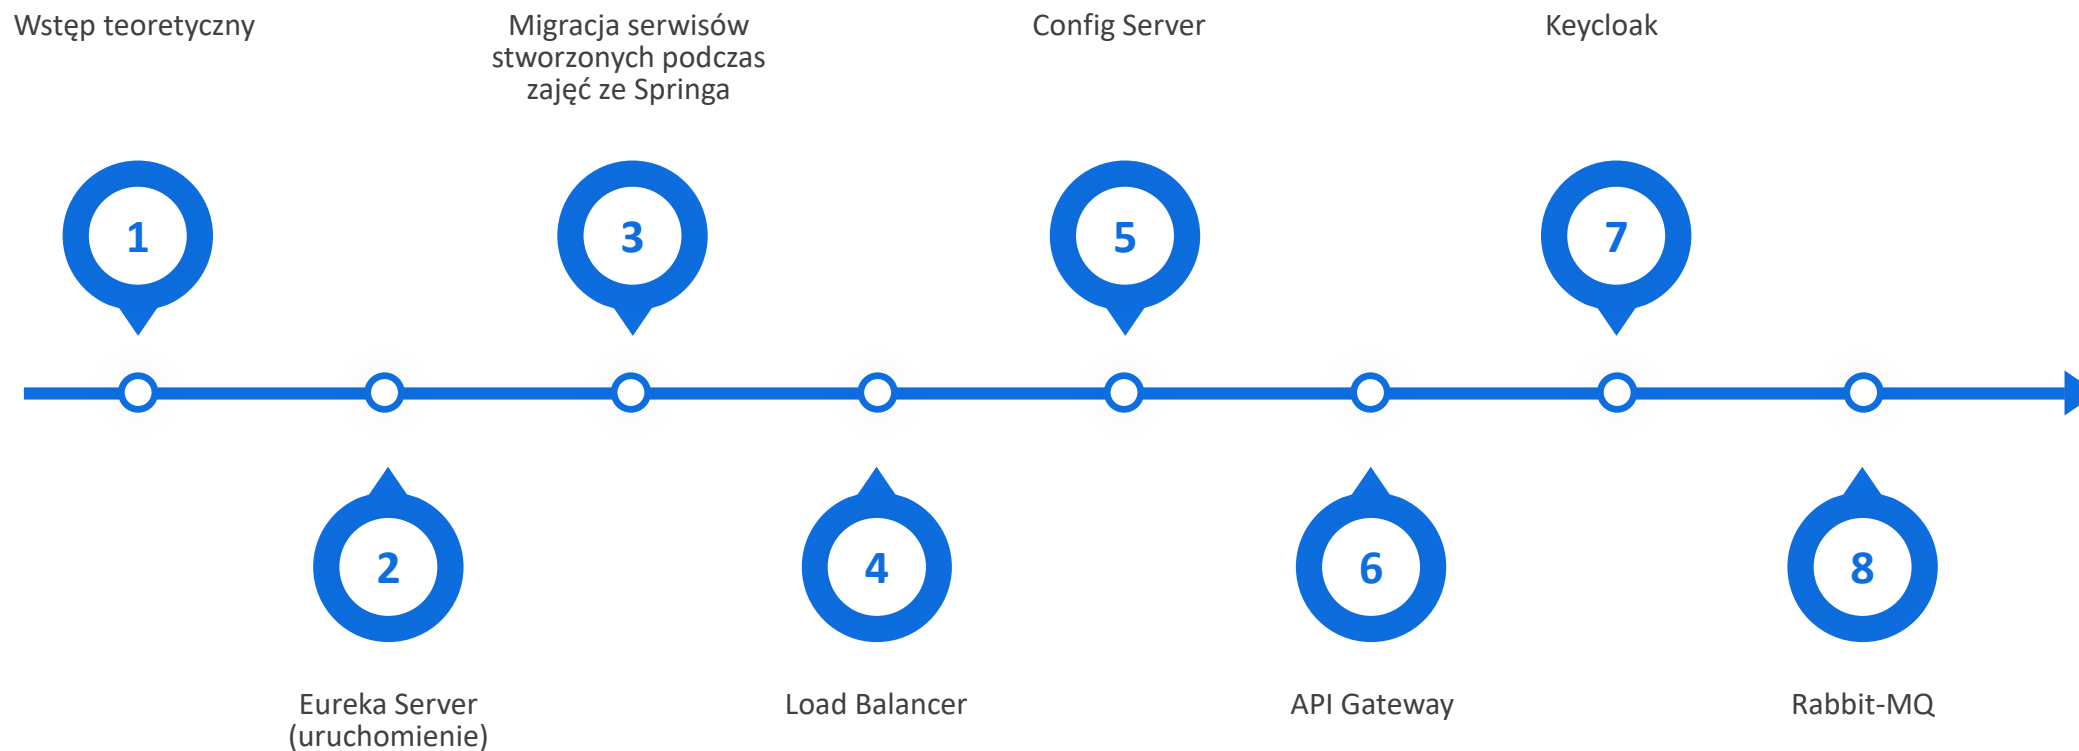 Wstęp teoretyczny
Migracja serwisów
stworzonych podczas
zajęć ze Springa
Config Server
Keycloak
1
3
5
7
2
4
6
8
Eureka Server
(uruchomienie)
Load Balancer
API Gateway
Rabbit-MQ